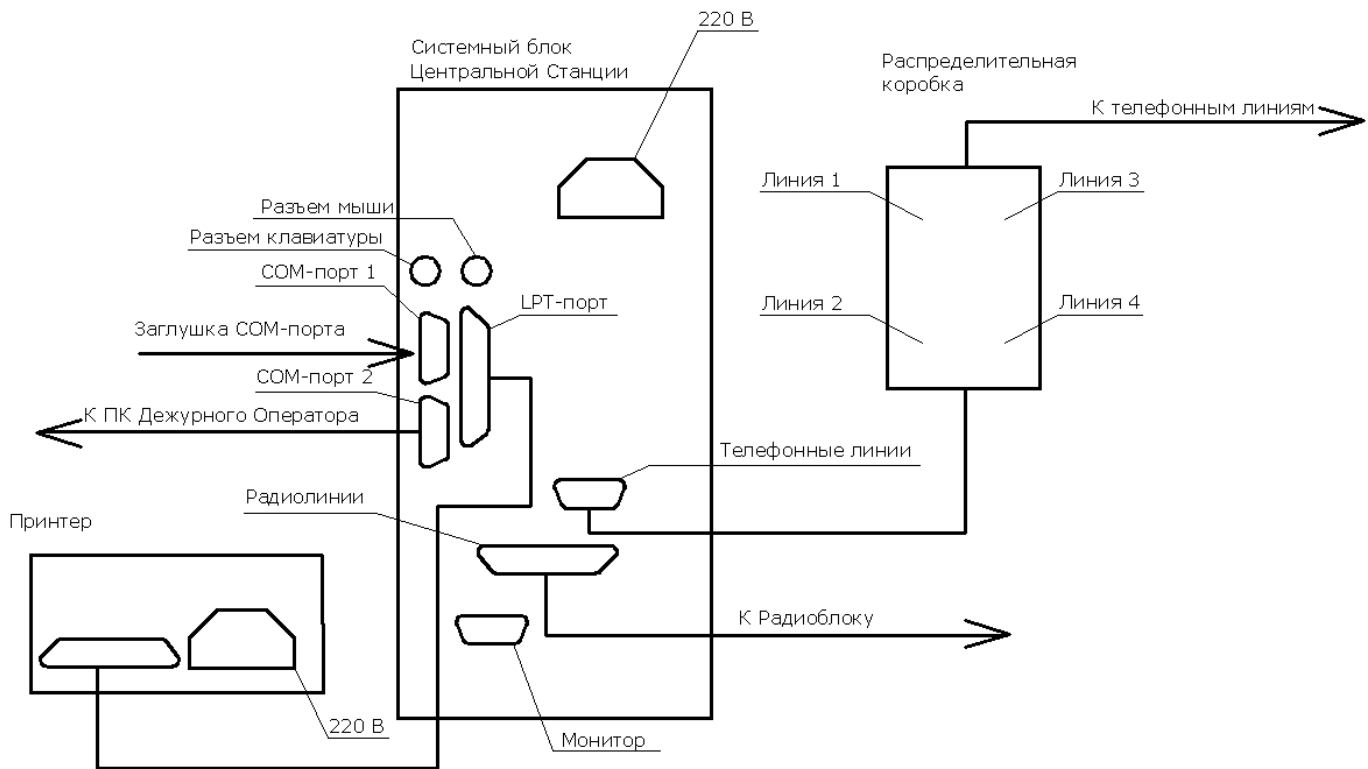 220 В
Системный блок
Центральной Станции
Распределительная
коробка
К телефонным линиям
Линия 1
Линия 3
Разъем мыши
Разъем клавиатуры
COM-порт 1
LPT-порт
Линия 2
Линия 4
Заглушка COM-порта
COM-порт 2
К ПК Дежурного Оператора
Телефонные линии
Радиолинии
Принтер
К Радиоблоку
220 В
Монитор